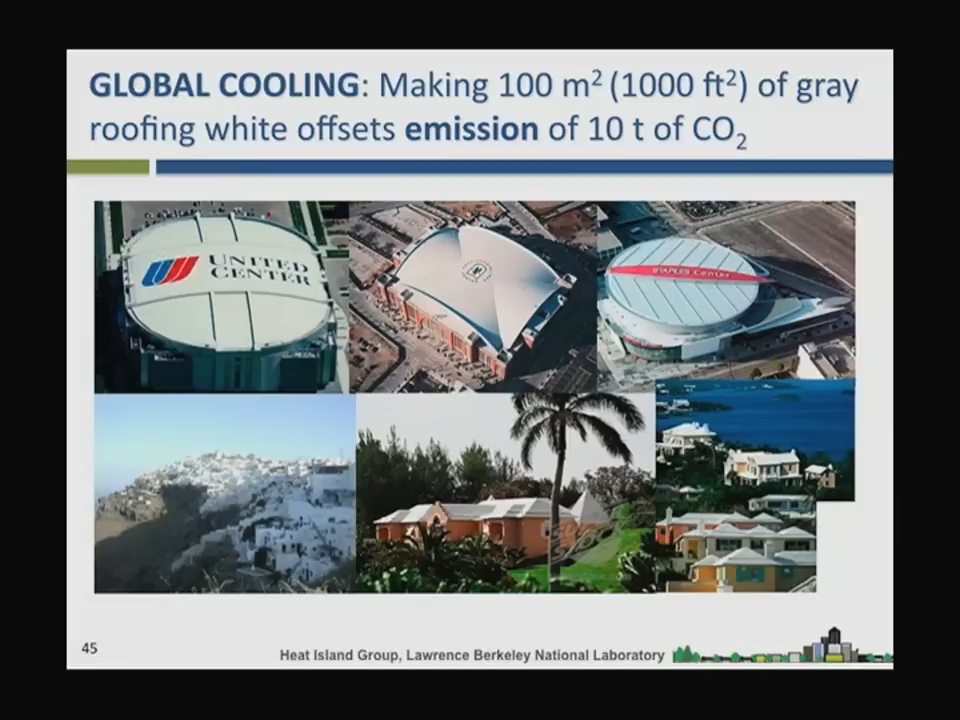 GLOBAL COOLING: Making 100 m² (1000 ft²) of gray
roofing white offsets emission of 10 t of CO₂
UNITED
CENTER
STAPLES Center
45
Heat Island Group, Lawrence Berkeley National Laboratory